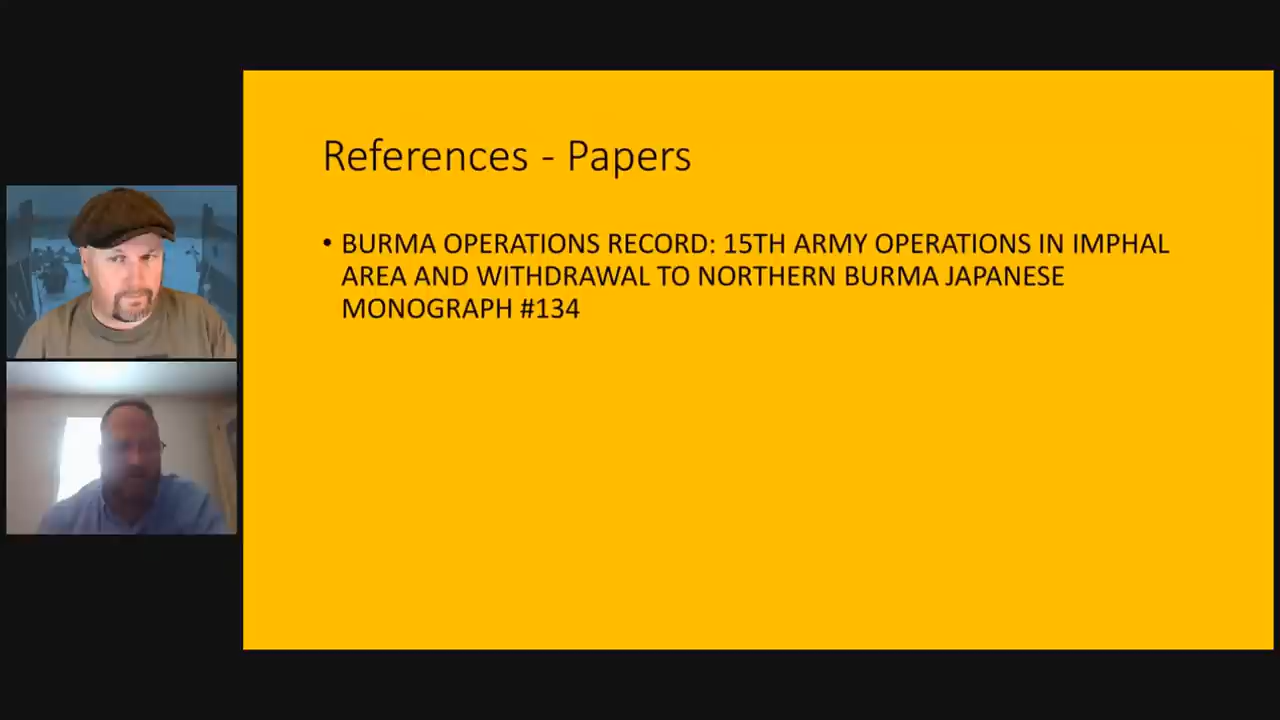 References - Papers
• BURMA OPERATIONS RECORD: 15TH ARMY OPERATIONS IN IMPHAL
AREA AND WITHDRAWAL TO NORTHERN BURMA JAPANESE
MONOGRAPH #134